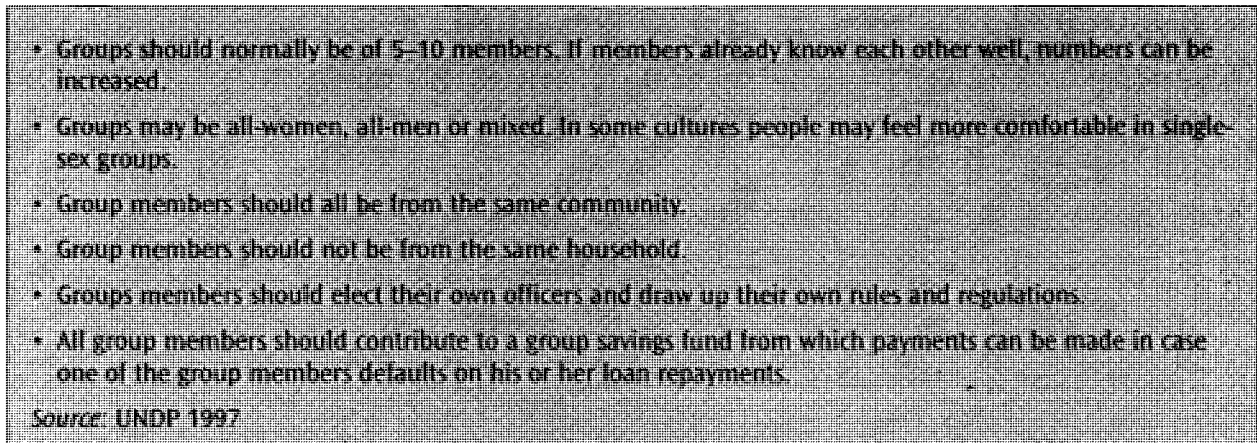 • Groups should normally be of 5–10 members. If members already know each other well, numbers can be
increased.
• Groups may be all-women, all-men or mixed. In some cultures people may feel more comfortable in single-
sex groups.
• Group members should all be from the same community.
• Group members should not be from the same household.
• Groups members should elect their own officers and draw up their own rules and regulations.
• All group members should contribute to a group savings fund from which payments can be made in case
one of the group members defaults on his or her loan repayments.
Source: UNDP 1997